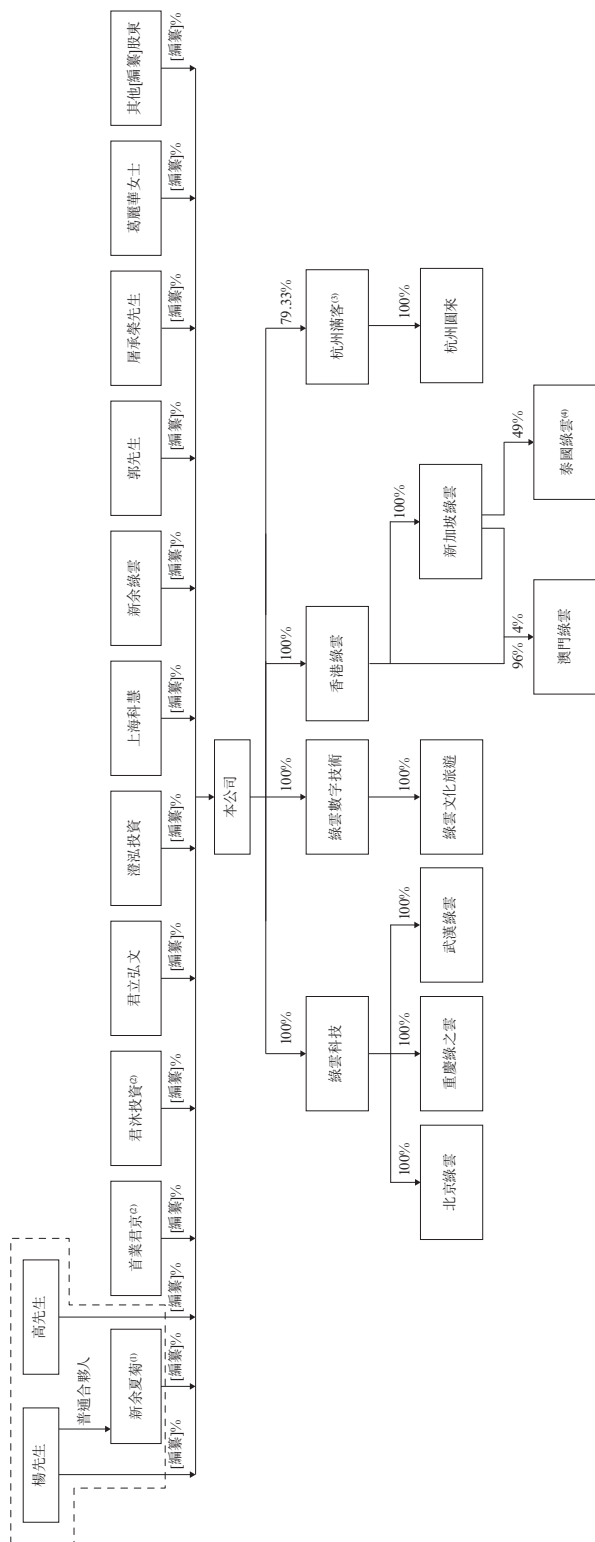 楊先生
高先生
普通合夥人
新余夏菊⁽¹⁾
首業君京⁽²⁾
君沐投資⁽²⁾
君立弘文
澄泓投資
上海科慧
新余綠雲
郭先生
屠承榮先生
葛麗華女士
其他[編纂]股東
[編纂]%
[編纂]%
[編纂]%
[編纂]%
[編纂]%
[編纂]%
[編纂]%
[編纂]%
[編纂]%
[編纂]%
[編纂]%
[編纂]%
[編纂]%
本公司
100%
100%
100%
79.33%
綠雲科技
綠雲數字技術
香港綠雲
杭州滿客⁽³⁾
100%
100%
100%
100%
100%
100%
北京綠雲
重慶綠之雲
武漢綠雲
綠雲文化旅遊
新加坡綠雲
杭州圓來
96%
4%
49%
澳門綠雲
泰國綠雲⁽⁴⁾